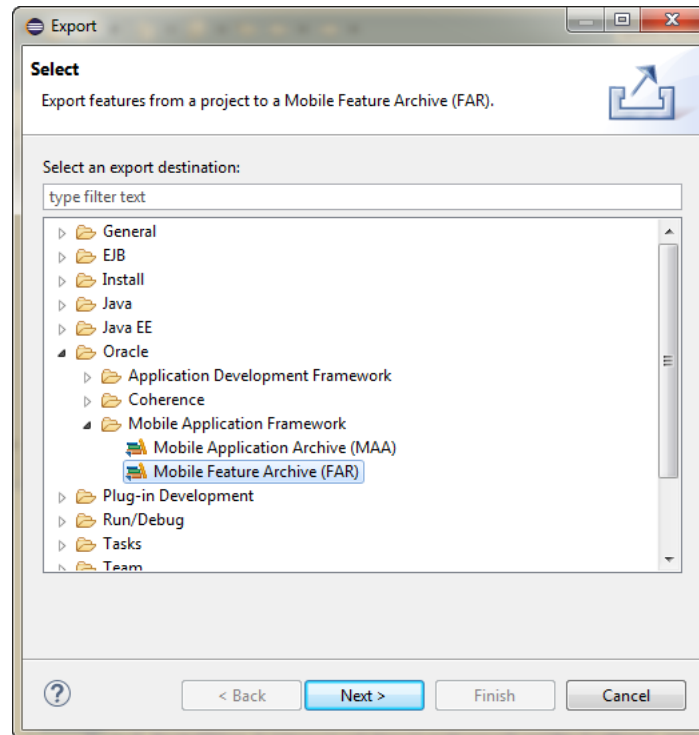 Export
Select
Export features from a project to a Mobile Feature Archive (FAR).
Select an export destination:
type filter text
General
EJB
Install
Java
Java EE
Oracle
Application Development Framework
Coherence
Mobile Application Framework
Mobile Application Archive (MAA)
Mobile Feature Archive (FAR)
Plug-in Development
Run/Debug
Tasks
Team
? < Back Next > Finish Cancel